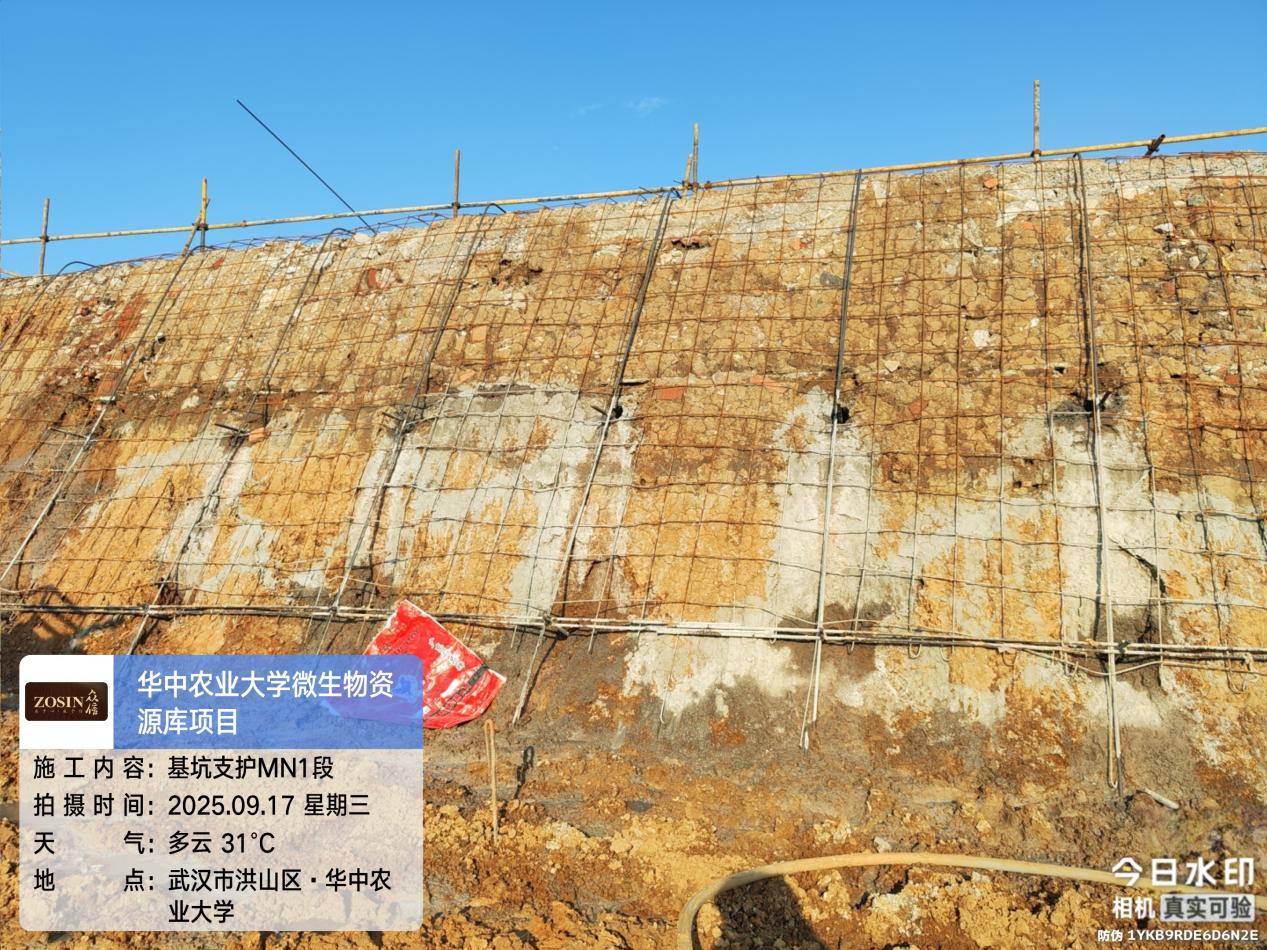 ZOSIN 众信
华中农业大学微生物资
源库项目
施工内容：基坑支护MN1段
拍摄时间：2025.09.17 星期三
天气：多云 31°C
地点：武汉市洪山区·华中农
业大学
今日水印
相机 真实可验
防伪 1YKB9RDE6D6N2E